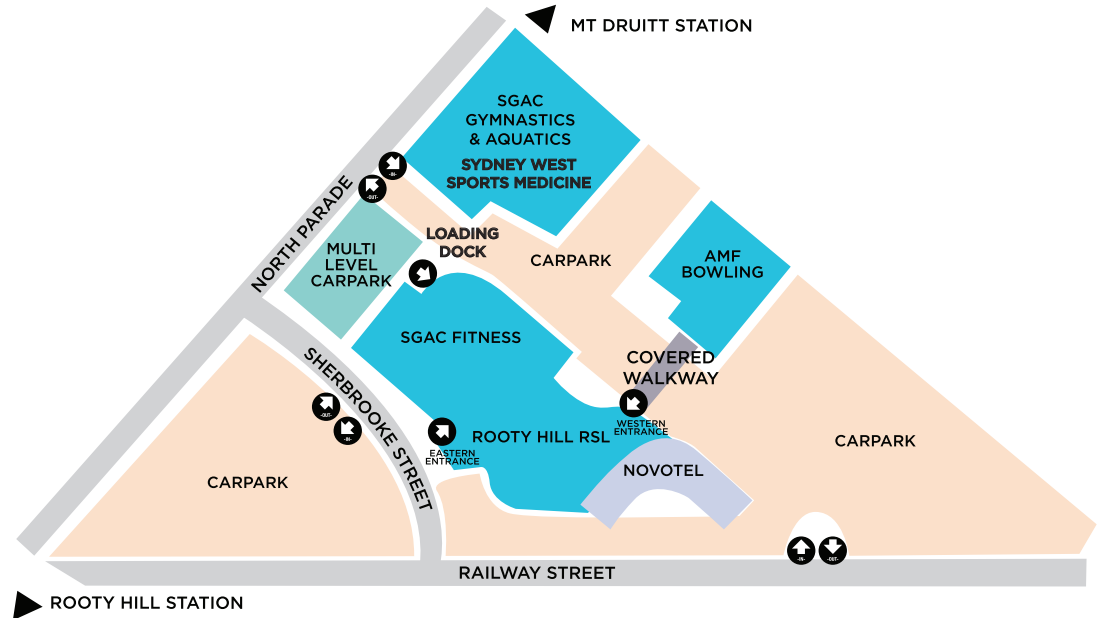 MT DRUITT STATION
SGAC
GYMNASTICS
& AQUATICS
SYDNEY WEST
SPORTS MEDICINE
-IN-
-OUT-
NORTH PARADE
LOADING
DOCK
MULTI
LEVEL
CARPARK
CARPARK
AMF
BOWLING
SGAC FITNESS
COVERED
WALKWAY
SHERBROOKE STREET
-OUT-
-IN-
WESTERN
ENTRANCE
ROOTY HILL RSL
EASTERN
ENTRANCE
CARPARK
NOVOTEL
CARPARK
-IN-
-OUT-
RAILWAY STREET
ROOTY HILL STATION